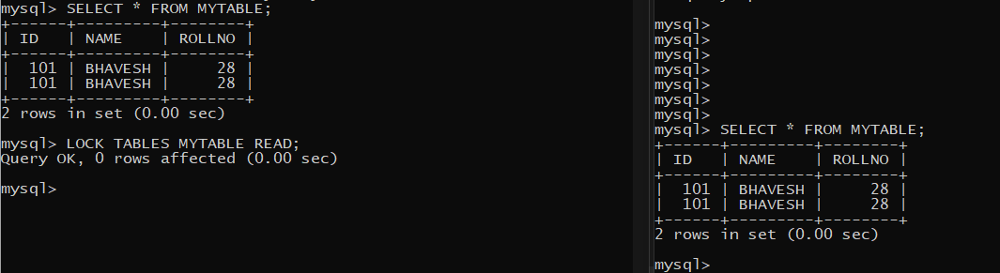 mysql> SELECT * FROM MYTABLE;
+------+---------+--------+
| ID   | NAME    | ROLLNO |
+------+---------+--------+
|  101 | BHAVESH |     28 |
|  101 | BHAVESH |     28 |
+------+---------+--------+
2 rows in set (0.00 sec)

mysql> LOCK TABLES MYTABLE READ;
Query OK, 0 rows affected (0.00 sec)

mysql>
mysql>
mysql>
mysql>
mysql>
mysql>
mysql>
mysql>
mysql> SELECT * FROM MYTABLE;
+------+---------+--------+
| ID   | NAME    | ROLLNO |
+------+---------+--------+
|  101 | BHAVESH |     28 |
|  101 | BHAVESH |     28 |
+------+---------+--------+
2 rows in set (0.00 sec)

mysql>